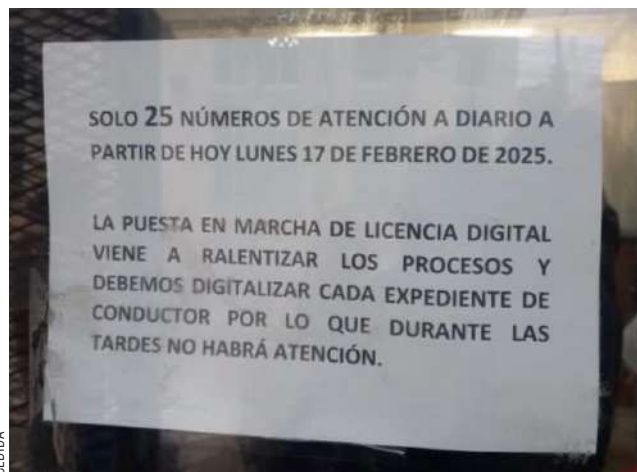 SOLO 25 NÚMEROS DE ATENCIÓN A DIARIO A
PARTIR DE HOY LUNES 17 DE FEBRERO DE 2025.
LA PUESTA EN MARCHA DE LICENCIA DIGITAL
VIENE A RALENTIZAR LOS PROCESOS Y
DEBEMOS DIGITALIZAR CADA EXPEDIENTE DE
CONDUCTOR POR LO QUE DURANTE LAS
TARDES NO HABRÁ ATENCIÓN.
CEDIDA